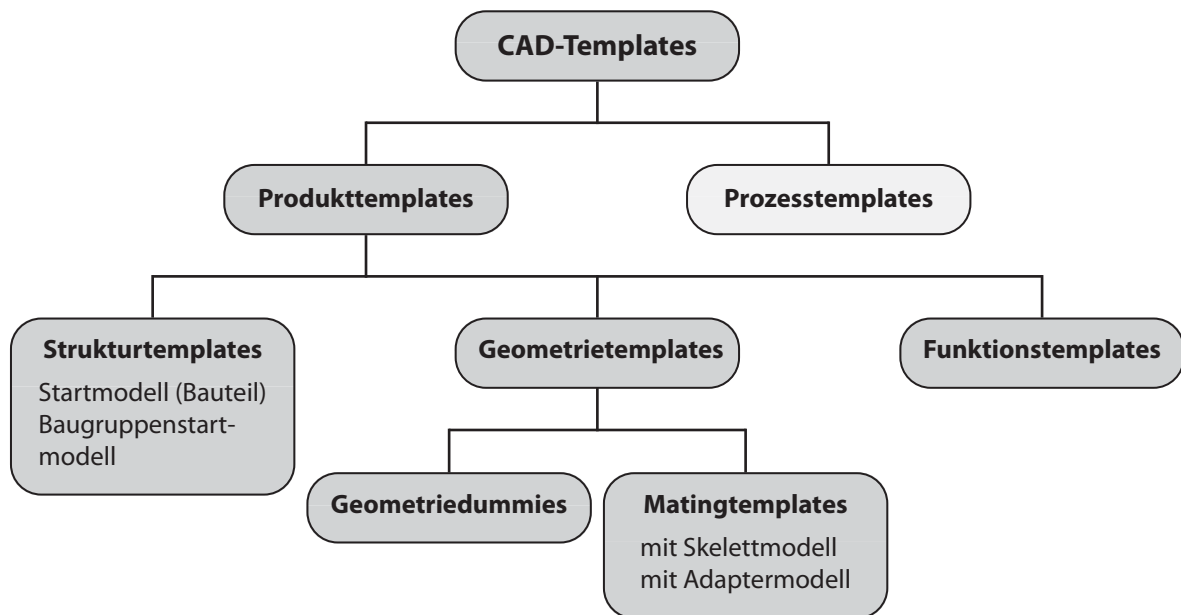 CAD-Templates
Produkttemplates
Prozesstemplates
Strukturtemplates
Startmodell (Bauteil)
Baugruppenstart-
modell
Geometrietemplates
Funktionstemplates
Geometriedummies
Matingtemplates
mit Skelettmodell
mit Adaptermodell